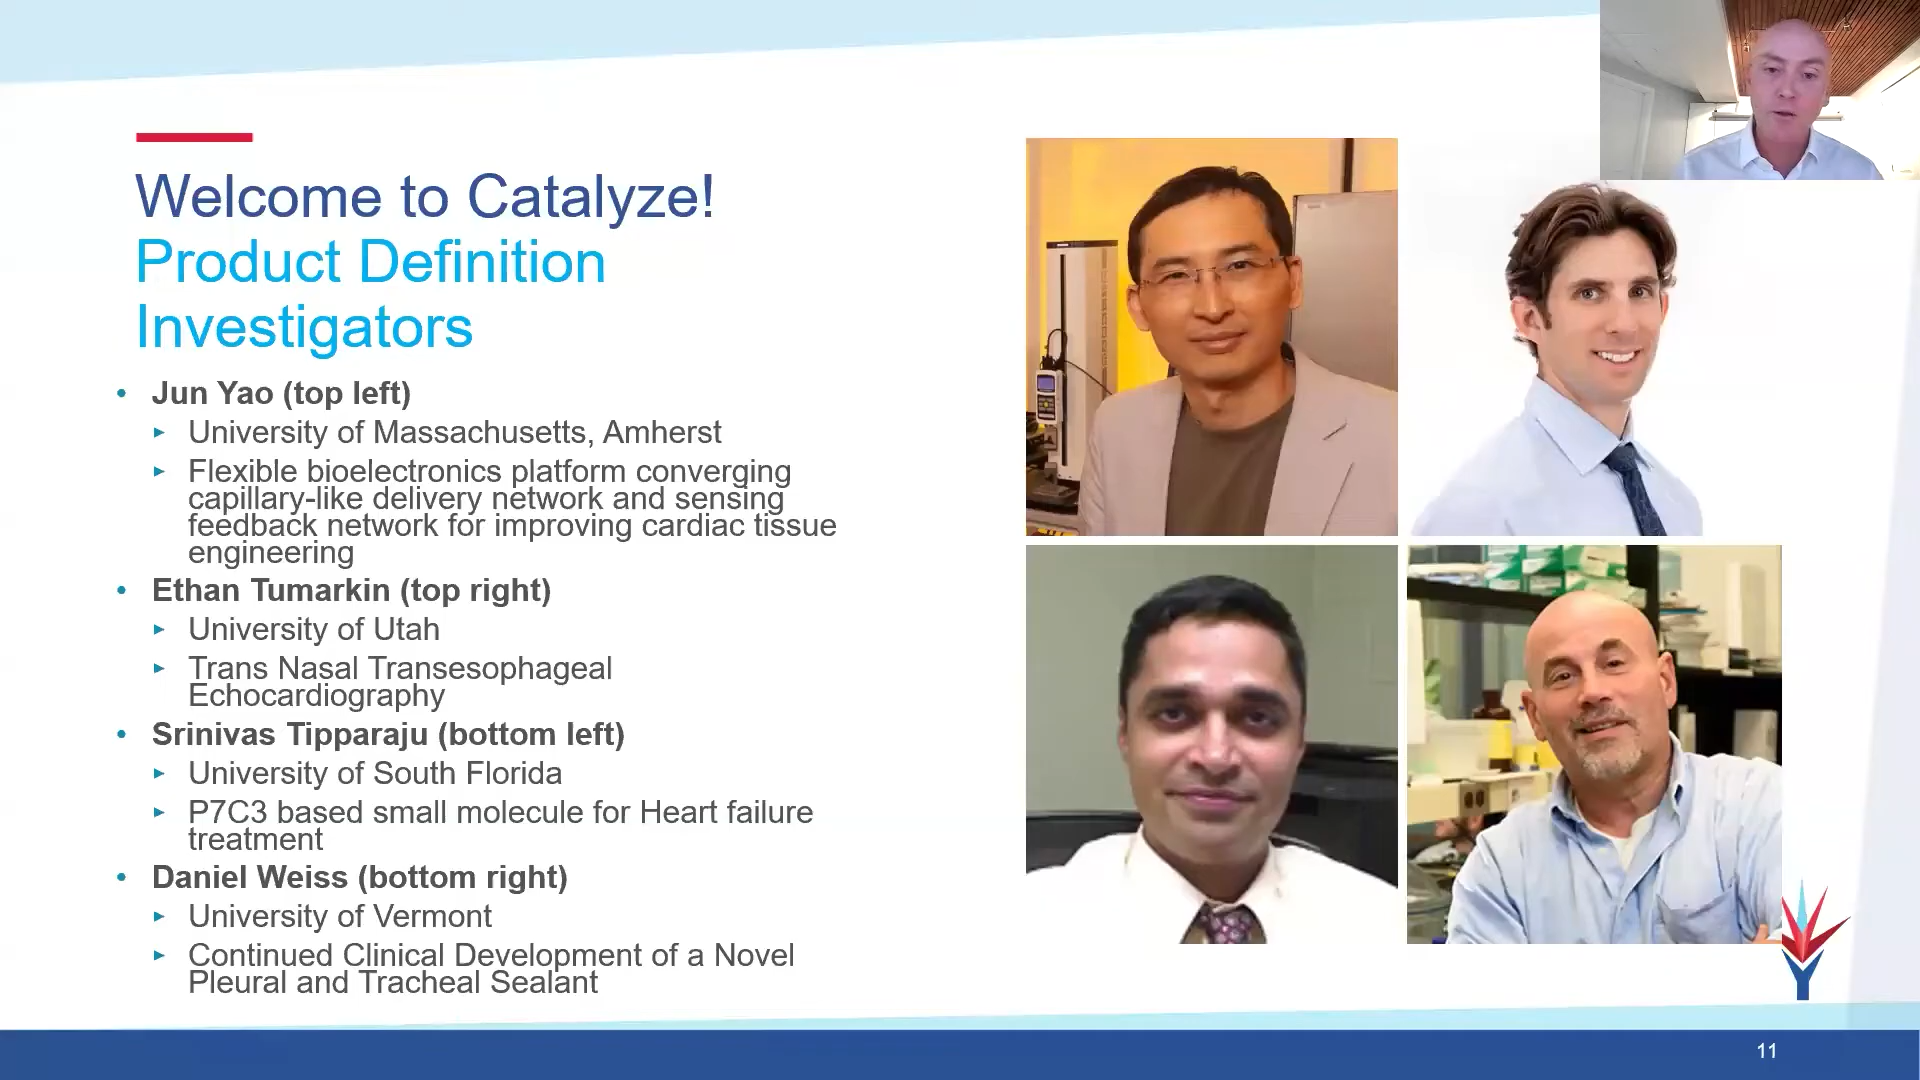 Welcome to Catalyze!
Product Definition
Investigators
• Jun Yao (top left)
▸ University of Massachusetts, Amherst
▸ Flexible bioelectronics platform converging
capillary-like delivery network and sensing
feedback network for improving cardiac tissue
engineering
• Ethan Tumarkin (top right)
▸ University of Utah
▸ Trans Nasal Transesophageal
Echocardiography
• Srinivas Tipparaju (bottom left)
▸ University of South Florida
▸ P7C3 based small molecule for Heart failure
treatment
• Daniel Weiss (bottom right)
▸ University of Vermont
▸ Continued Clinical Development of a Novel
Pleural and Tracheal Sealant
11